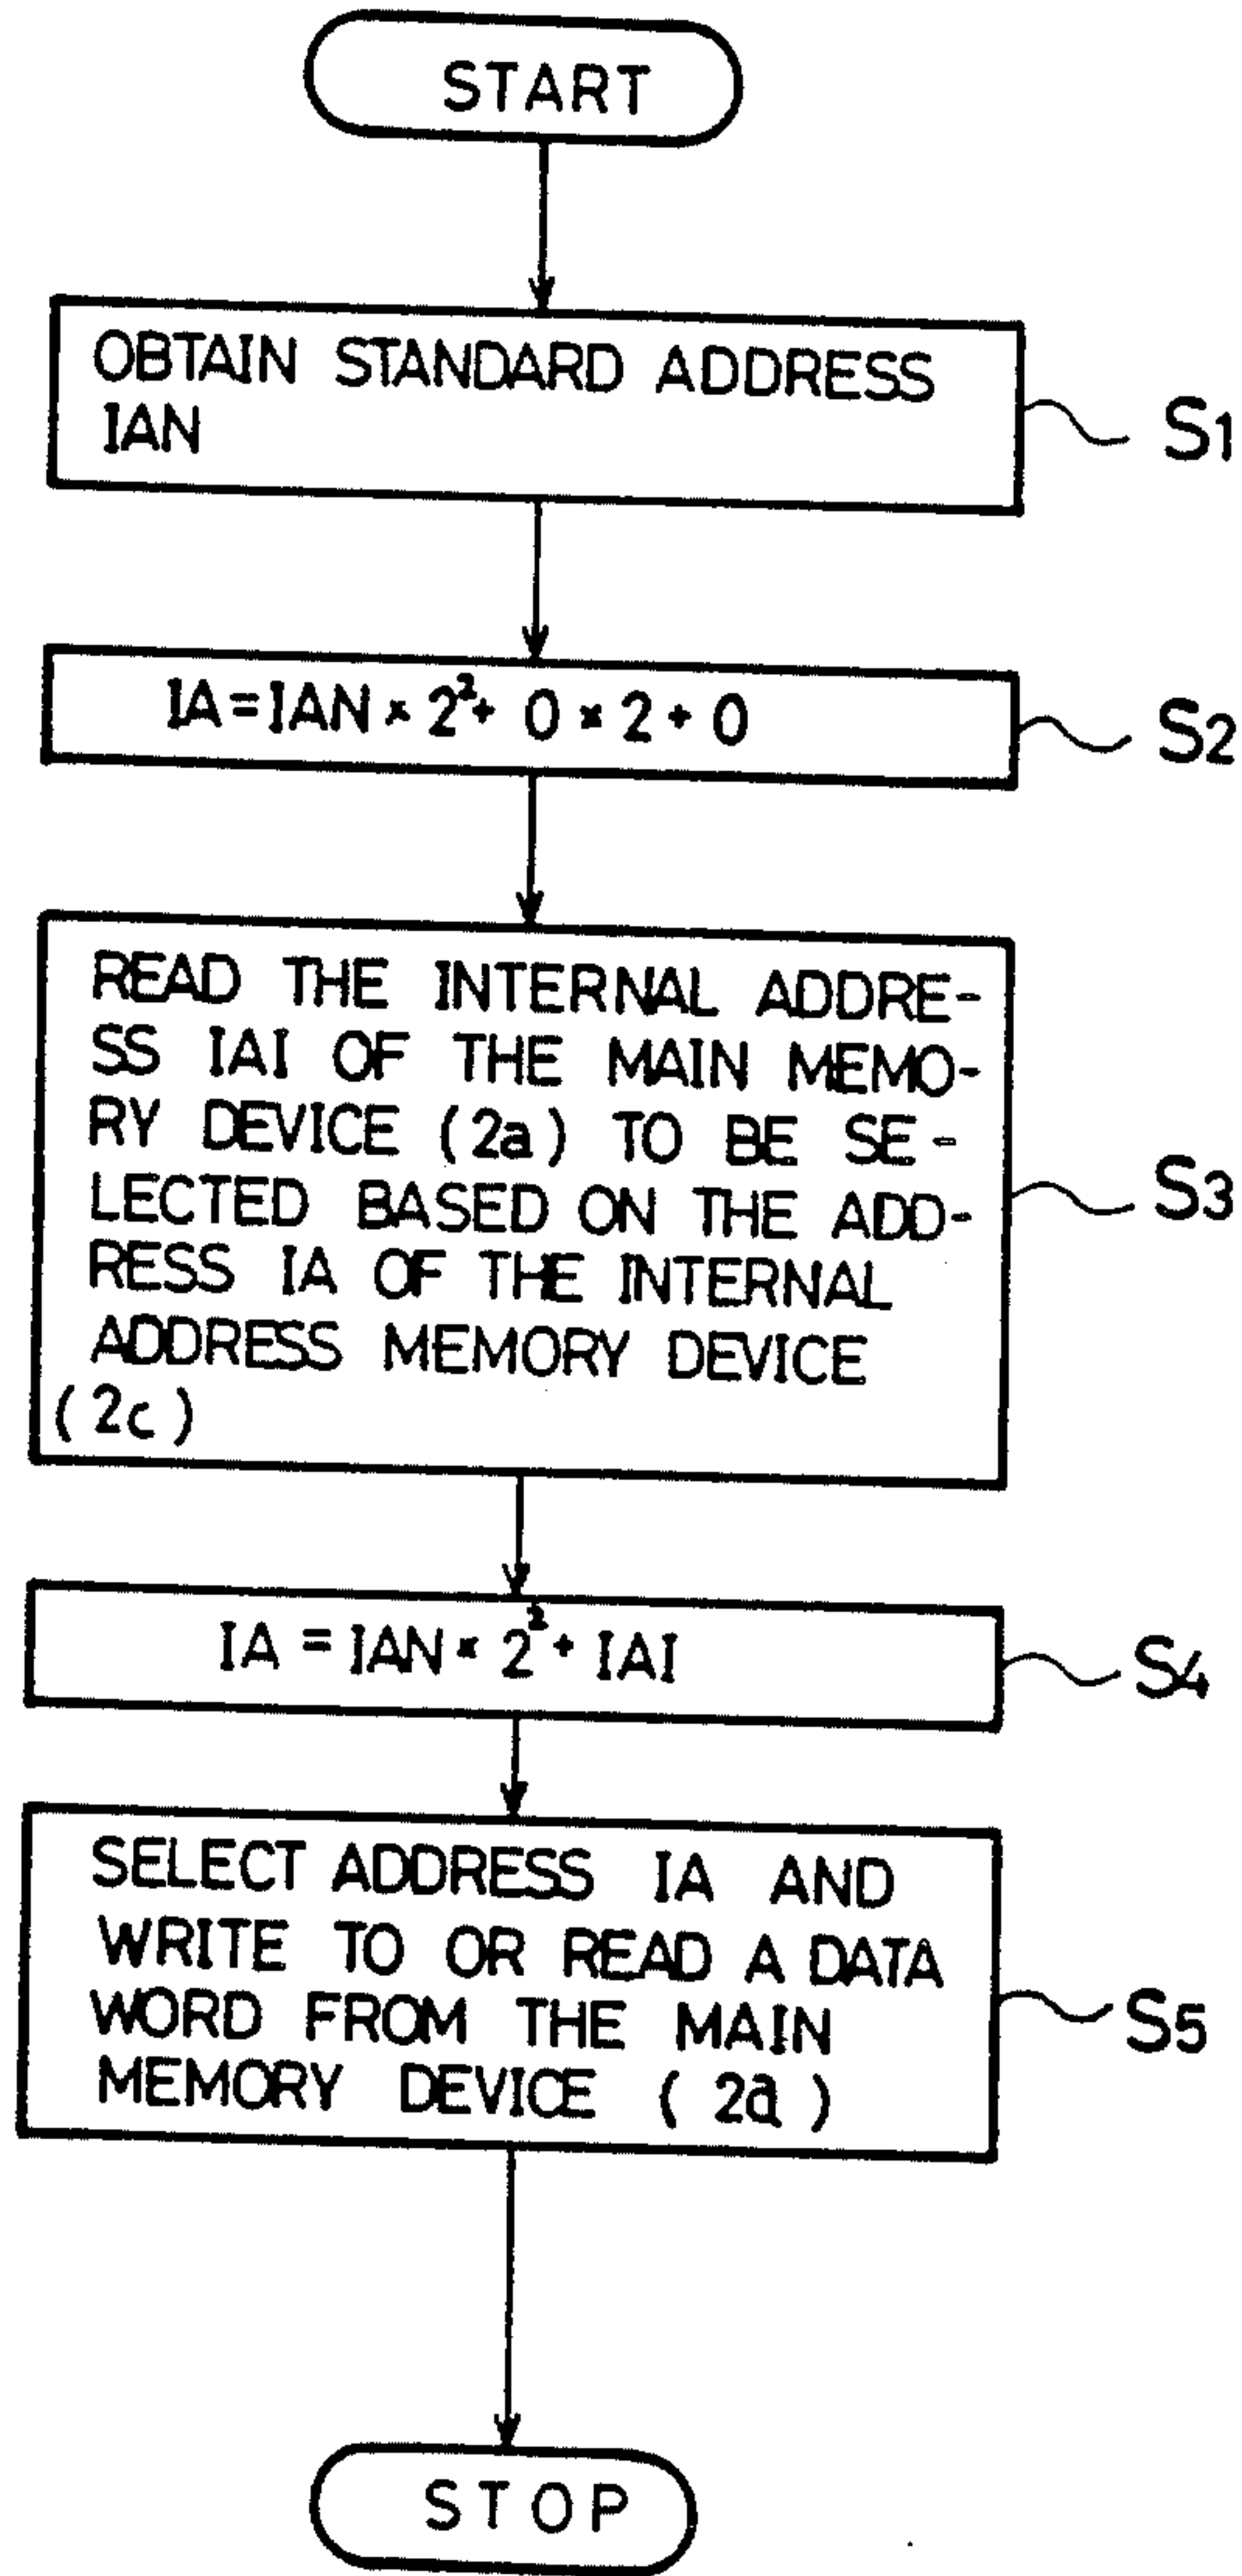 START
OBTAIN STANDARD ADDRESS
IAN
S1
IA = IAN × 2² + 0 × 2 + 0
S2
READ THE INTERNAL ADDRE-
SS IAI OF THE MAIN MEMO-
RY DEVICE (2a) TO BE SE-
LECTED BASED ON THE ADD-
RESS IA OF THE INTERNAL
ADDRESS MEMORY DEVICE
(2c)
S3
IA = IAN × 2² + IAI
S4
SELECT ADDRESS IA AND
WRITE TO OR READ A DATA
WORD FROM THE MAIN
MEMORY DEVICE (2a)
S5
STOP